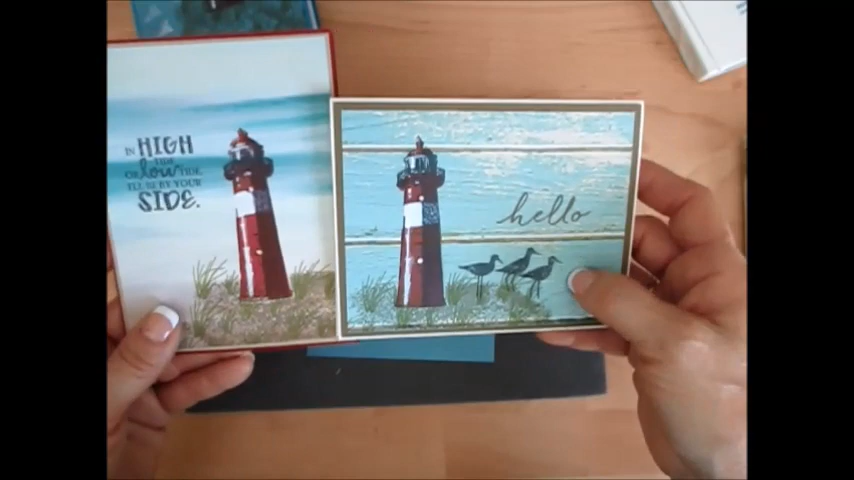 IN HIGH
TIDE
OR low TIDE
I'LL BE BY YOUR
SIDE.
hello